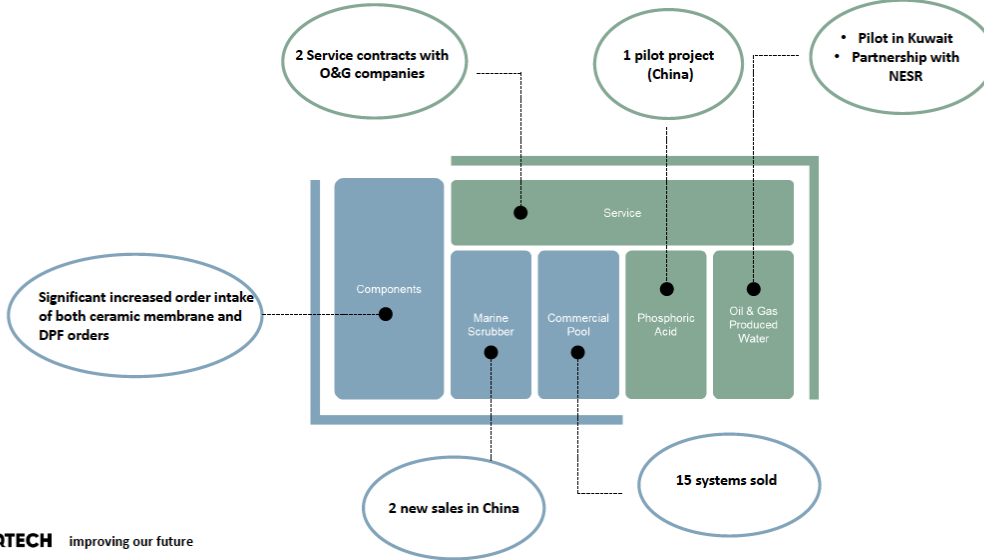 2 Service contracts with
O&G companies
1 pilot project
(China)
• Pilot in Kuwait
• Partnership with
NESR
Service
Components
Marine
Scrubber
Commercial
Pool
Phosphoric
Acid
Oil & Gas
Produced
Water
Significant increased order intake
of both ceramic membrane and
DPF orders
2 new sales in China
15 systems sold
improving our future